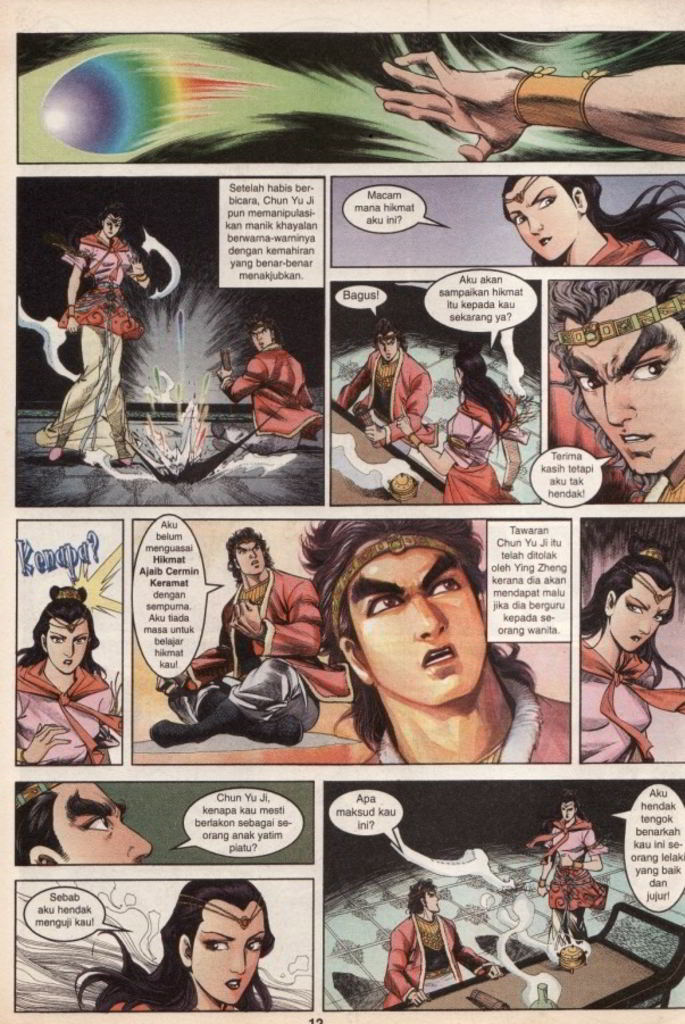 Setelah habis ber-
bicara, Chun Yu Ji
pun memanipulasi-
kan manik khayalan
berwarna-warninya
dengan kemahiran
yang benar-benar
menakjubkan.
Macam
mana hikmat
aku ini?
Bagus!
Aku akan
sampaikan hikmat
itu kepada kau
sekarang ya?
Terima
kasih tetapi
aku tak
hendak!
Kenapa?
Aku
belum
menguasai
Hikmat
Ajaib Cermin
Keramat
dengan
sempurna.
Aku tiada
masa untuk
belajar
hikmat
kau!
Tawaran
Chun Yu Ji itu
telah ditolak
oleh Ying Zheng
kerana dia akan
mendapat malu
jika dia berguru
kepada se-
orang wanita.
Chun Yu Ji,
kenapa kau mesti
berlakon sebagai se-
orang anak yatim
piatu?
Sebab
aku hendak
menguji kau!
Apa
maksud kau
ini?
Aku
hendak
tengok
benarkah
kau ini se-
orang lelaki
yang baik
dan
jujur!
12